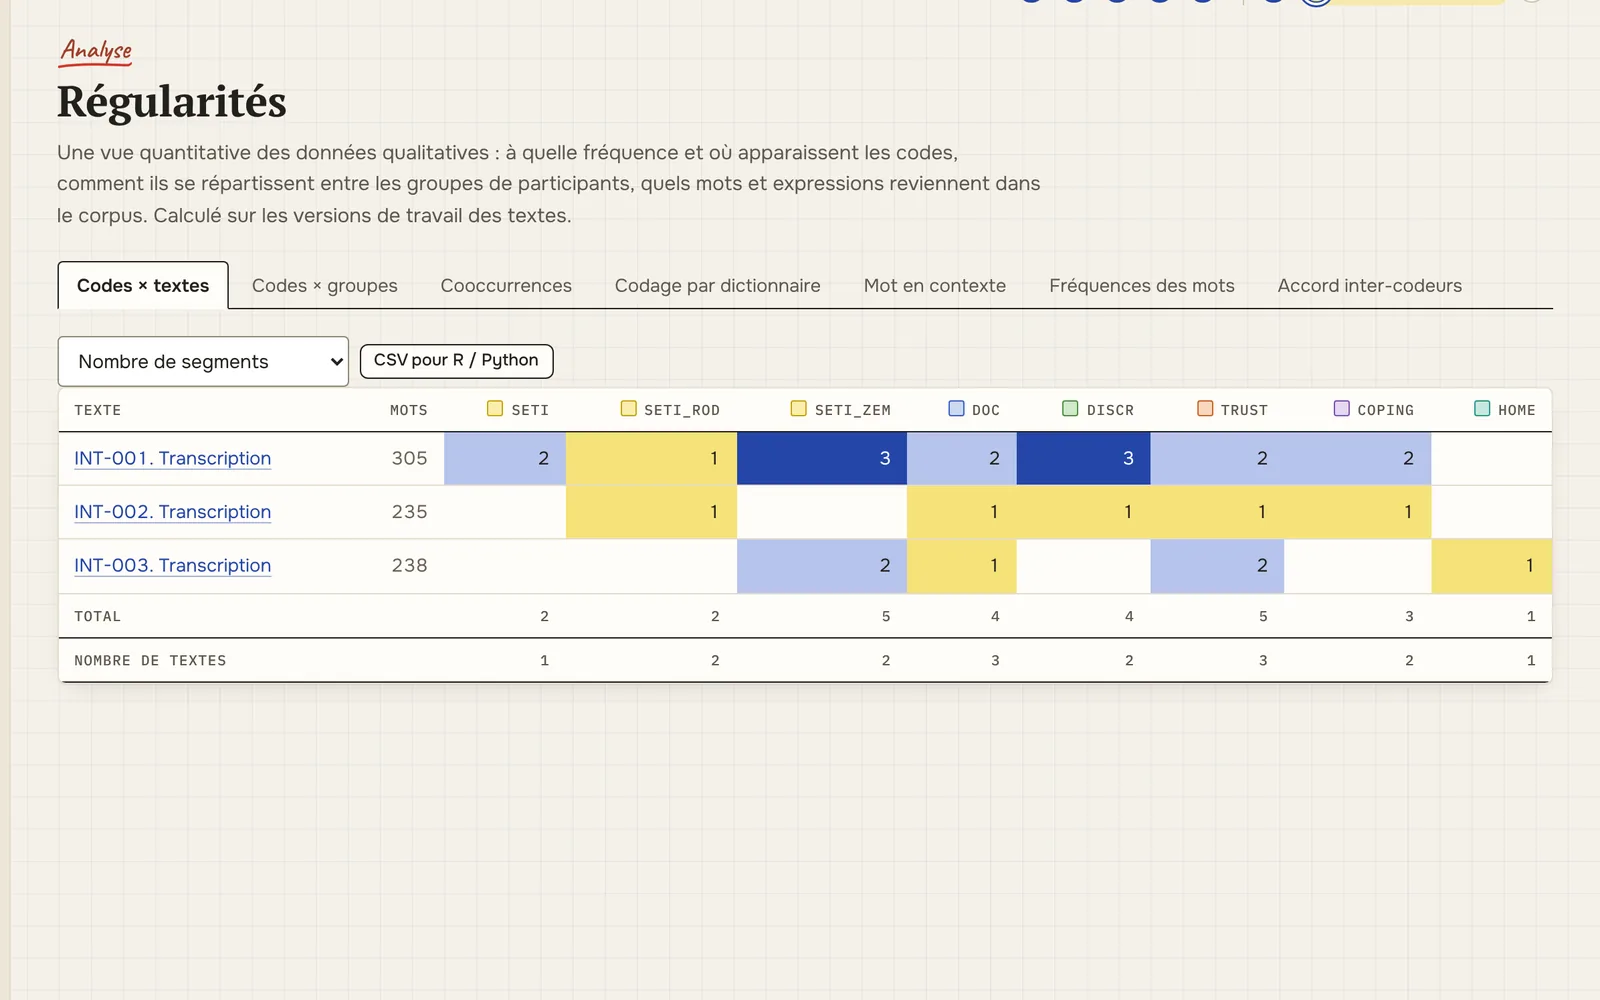 Analyse
Régularités
Une vue quantitative des données qualitatives : à quelle fréquence et où apparaissent les codes,
comment ils se répartissent entre les groupes de participants, quels mots et expressions reviennent dans
le corpus. Calculé sur les versions de travail des textes.
Codes × textes Codes × groupes Cooccurrences Codage par dictionnaire Mot en contexte Fréquences des mots Accord inter-codeurs
Nombre de segments CSV pour R / Python
TEXTE MOTS SETI SETI_ROD SETI_ZEM DOC DISCR TRUST COPING HOME
INT-001. Transcription 305 2 1 3 2 3 2 2
INT-002. Transcription 235 1 1 1 1 1
INT-003. Transcription 238 2 1 2 1
TOTAL 2 2 5 4 4 5 3 1
NOMBRE DE TEXTES 1 2 2 3 2 3 2 1